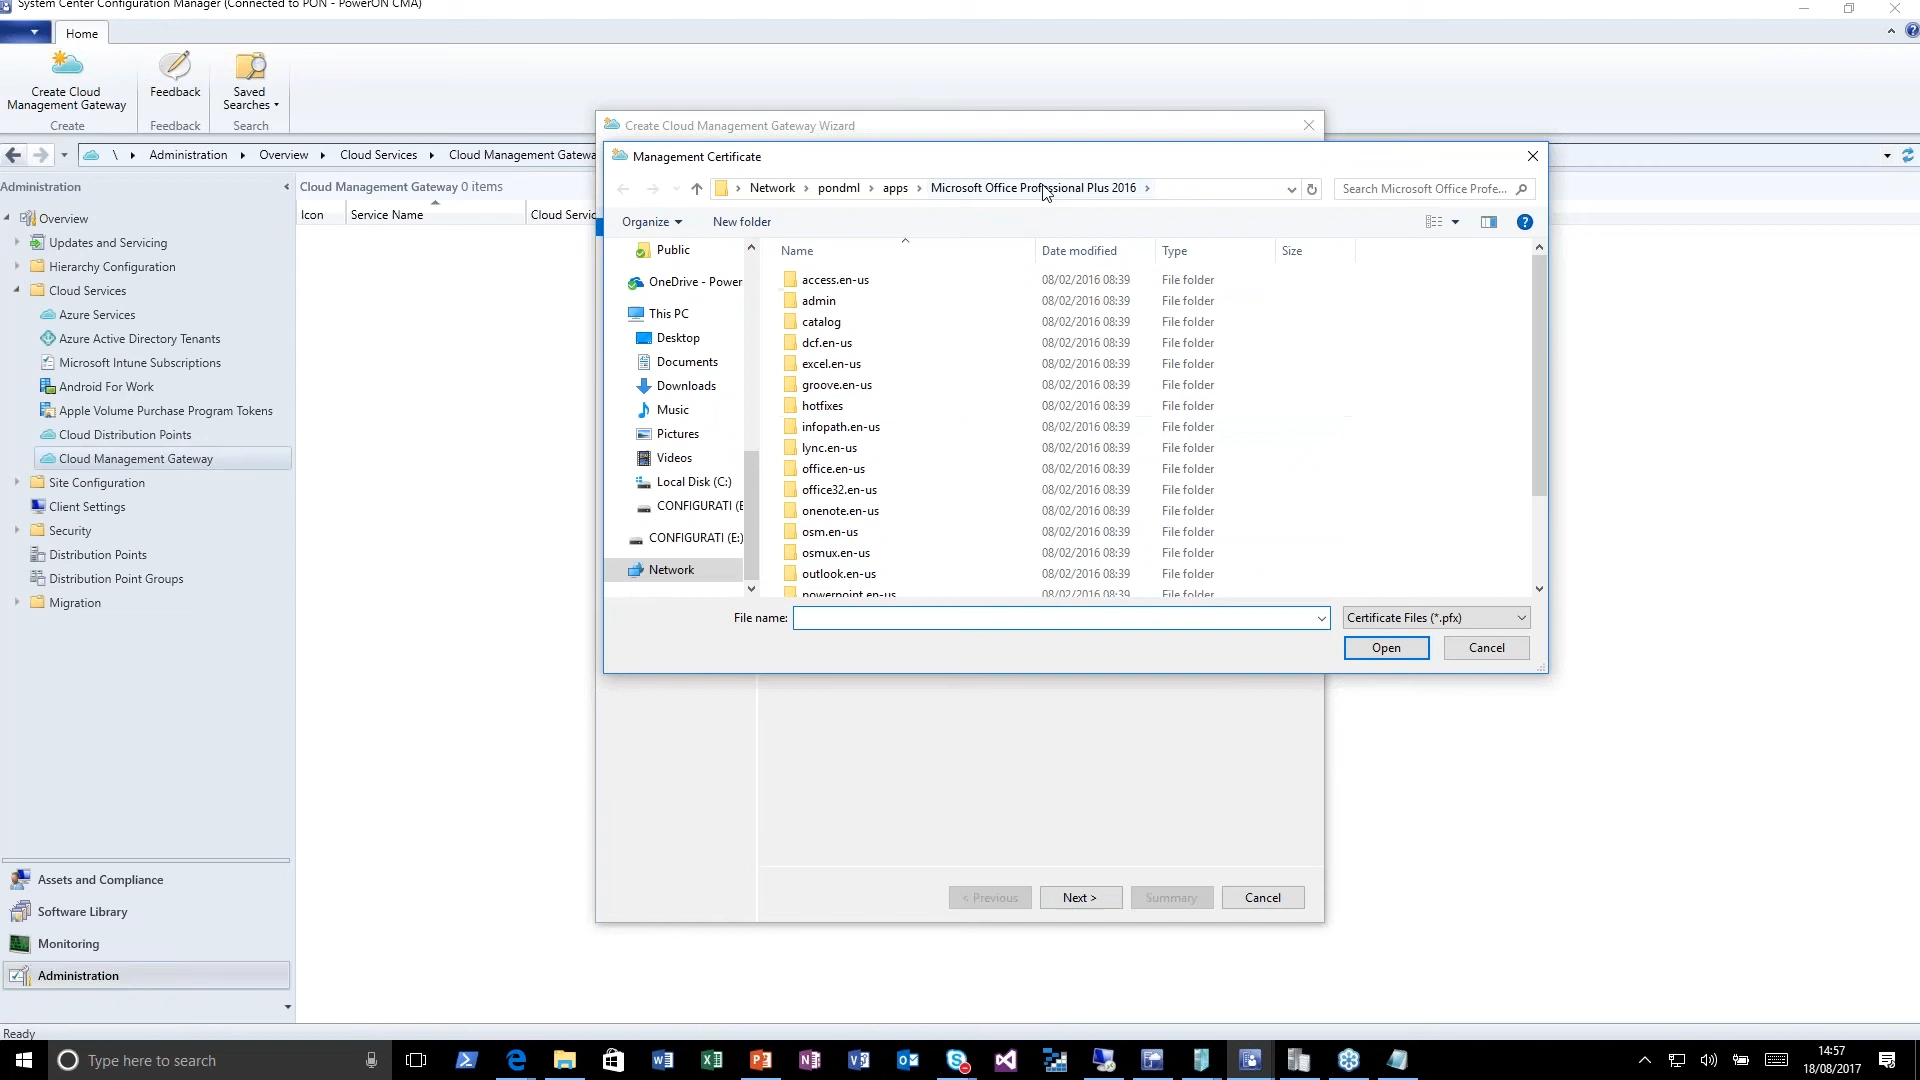 System Center Configuration Manager (Connected to PON - PowerON CMA)
Home
Create Cloud
Management Gateway
Feedback
Saved
Searches
Create
Feedback
Search
\ Administration Overview Cloud Services Cloud Management Gatewa
Administration
Overview
Updates and Servicing
Hierarchy Configuration
Cloud Services
Azure Services
Azure Active Directory Tenants
Microsoft Intune Subscriptions
Android For Work
Apple Volume Purchase Program Tokens
Cloud Distribution Points
Cloud Management Gateway
Site Configuration
Client Settings
Security
Distribution Points
Distribution Point Groups
Migration
Assets and Compliance
Software Library
Monitoring
Administration
Ready
Cloud Management Gateway 0 items
Icon Service Name Cloud Servic
Create Cloud Management Gateway Wizard
Management Certificate
Network pondml apps Microsoft Office Professional Plus 2016
Search Microsoft Office Profe...
Organize New folder
Public
OneDrive - Power
This PC
Desktop
Documents
Downloads
Music
Pictures
Videos
Local Disk (C:)
CONFIGURATI (E
CONFIGURATI (E:)
Network
Name Date modified Type Size
access.en-us 08/02/2016 08:39 File folder
admin 08/02/2016 08:39 File folder
catalog 08/02/2016 08:39 File folder
dcf.en-us 08/02/2016 08:39 File folder
excel.en-us 08/02/2016 08:39 File folder
groove.en-us 08/02/2016 08:39 File folder
hotfixes 08/02/2016 08:39 File folder
infopath.en-us 08/02/2016 08:39 File folder
lync.en-us 08/02/2016 08:39 File folder
office.en-us 08/02/2016 08:39 File folder
office32.en-us 08/02/2016 08:39 File folder
onenote.en-us 08/02/2016 08:39 File folder
osm.en-us 08/02/2016 08:39 File folder
osmux.en-us 08/02/2016 08:39 File folder
outlook.en-us 08/02/2016 08:39 File folder
powerpoint.en-us 08/02/2016 08:39 File folder
File name:
Certificate Files (*.pfx)
Open Cancel
< Previous Next > Summary Cancel
Type here to search
14:57
18/08/2017